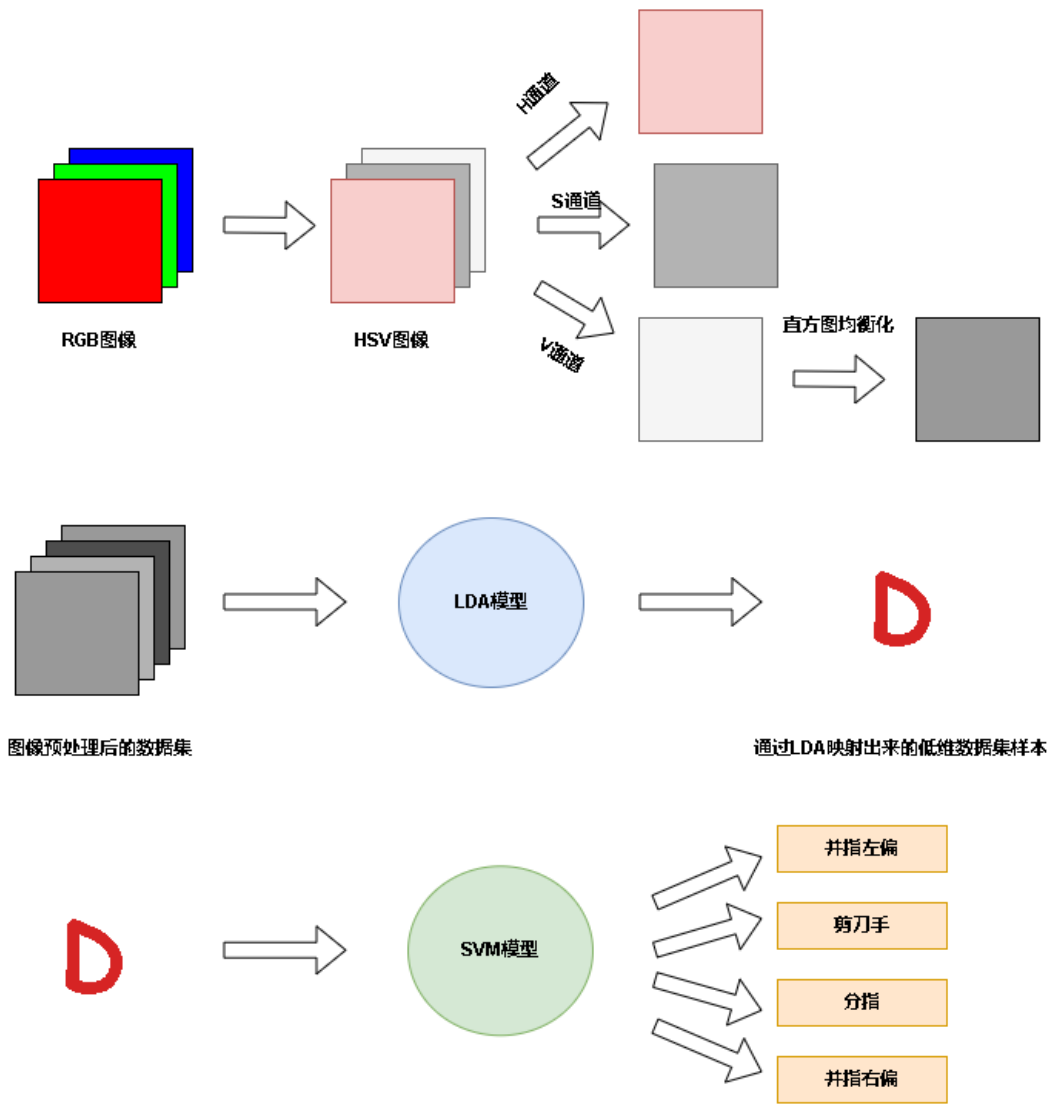 H通道
S通道
RGB图像
HSV图像
V通道
直方图均衡化
LDA模型
D
图像预处理后的数据集
通过LDA映射出来的低维数据集样本
并指左偏
剪刀手
D
SVM模型
分指
并指右偏